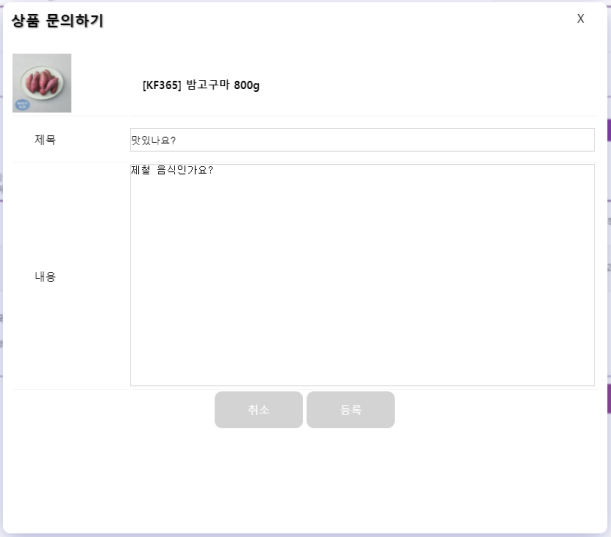 상품 문의하기
X
[KF365] 밤고구마 800g
제목
맛있나요?
제철 음식인가요?
내용
취소
등록